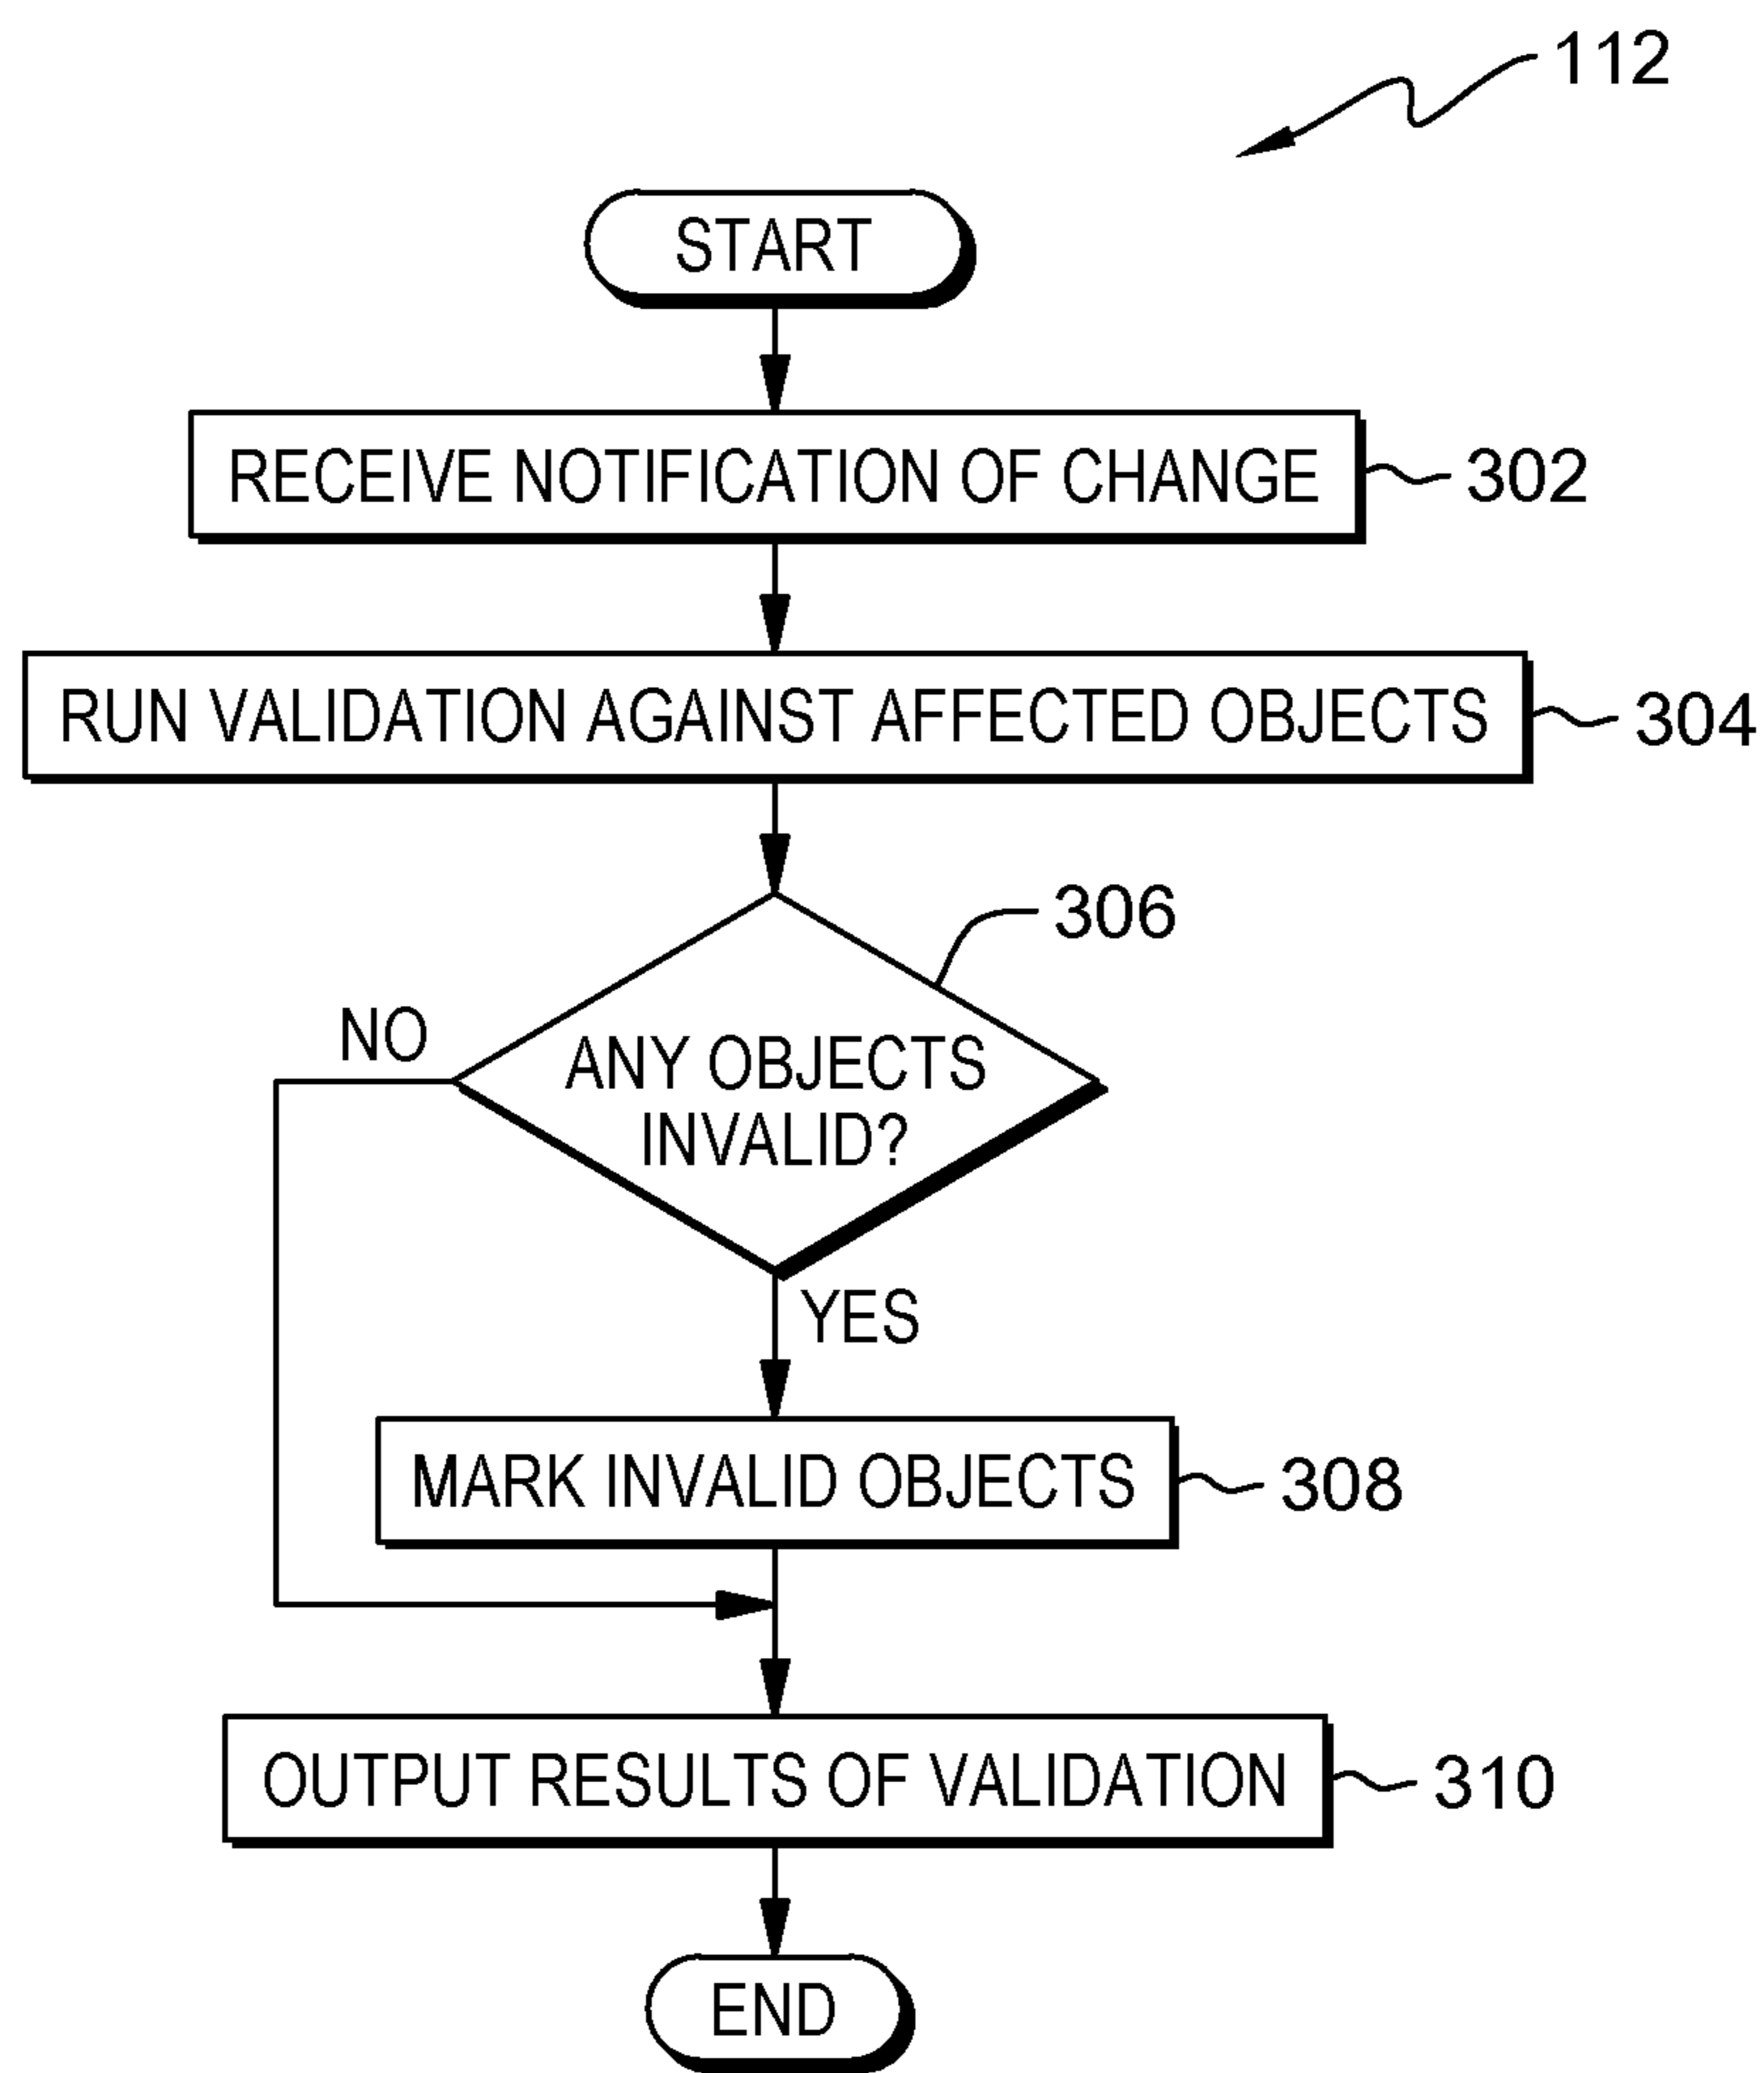 112
START
RECEIVE NOTIFICATION OF CHANGE
302
RUN VALIDATION AGAINST AFFECTED OBJECTS
304
306
NO
ANY OBJECTS
INVALID?
YES
MARK INVALID OBJECTS
308
OUTPUT RESULTS OF VALIDATION
310
END